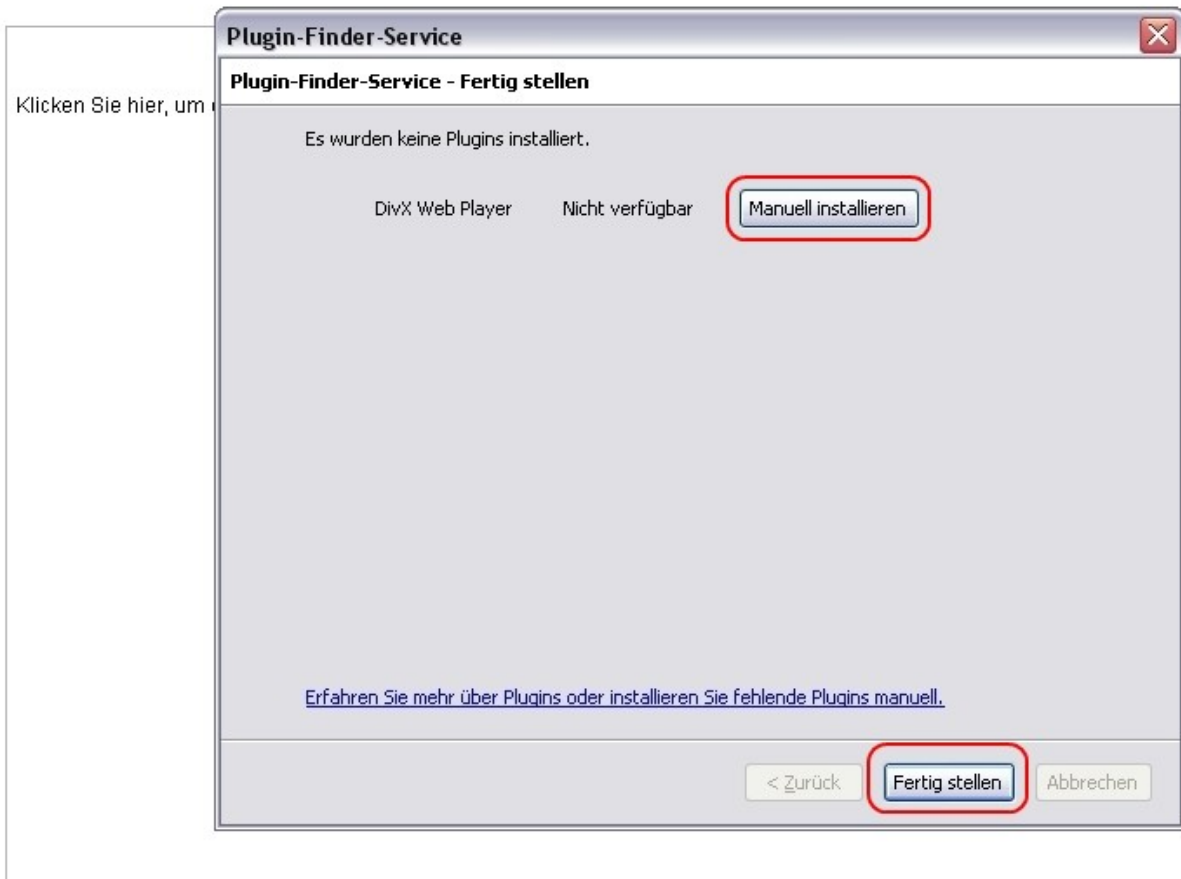 Plugin-Finder-Service
Plugin-Finder-Service - Fertig stellen
Klicken Sie hier, um
Es wurden keine Plugins installiert.
DivX Web Player Nicht verfügbar Manuell installieren
Erfahren Sie mehr über Plugins oder installieren Sie fehlende Plugins manuell.
< Zurück Fertig stellen Abbrechen